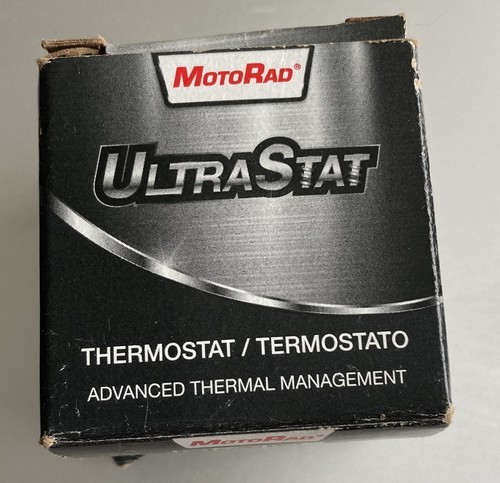 MOTORAD®
ULTRASTAT
THERMOSTAT / TERMOSTATO
ADVANCED THERMAL MANAGEMENT
MOTORAD®